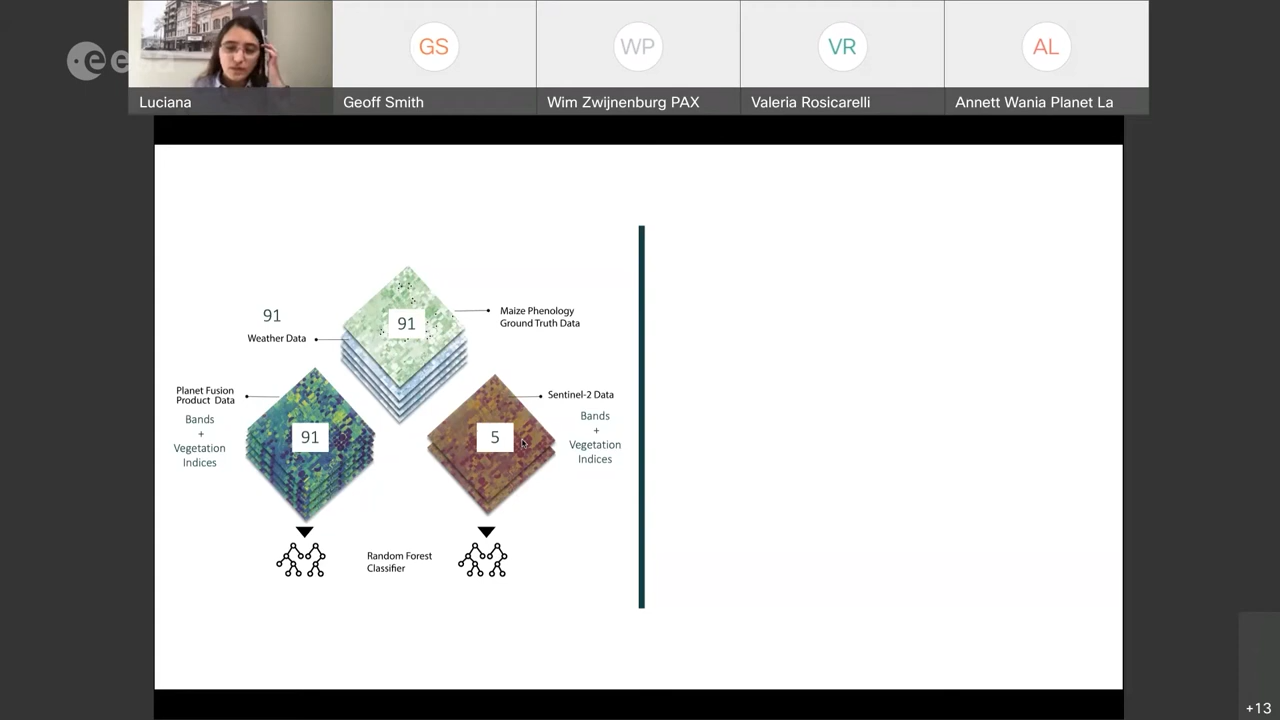 esa
GS
WP
VR
AL
Luciana
Geoff Smith
Wim Zwijnenburg PAX
Valeria Rosicarelli
Annett Wania Planet La
91
Weather Data
91
Maize Phenology
Ground Truth Data
Planet Fusion
Product Data
Bands
+
Vegetation
Indices
91
5
Sentinel-2 Data
Bands
+
Vegetation
Indices
Random Forest
Classifier
+13